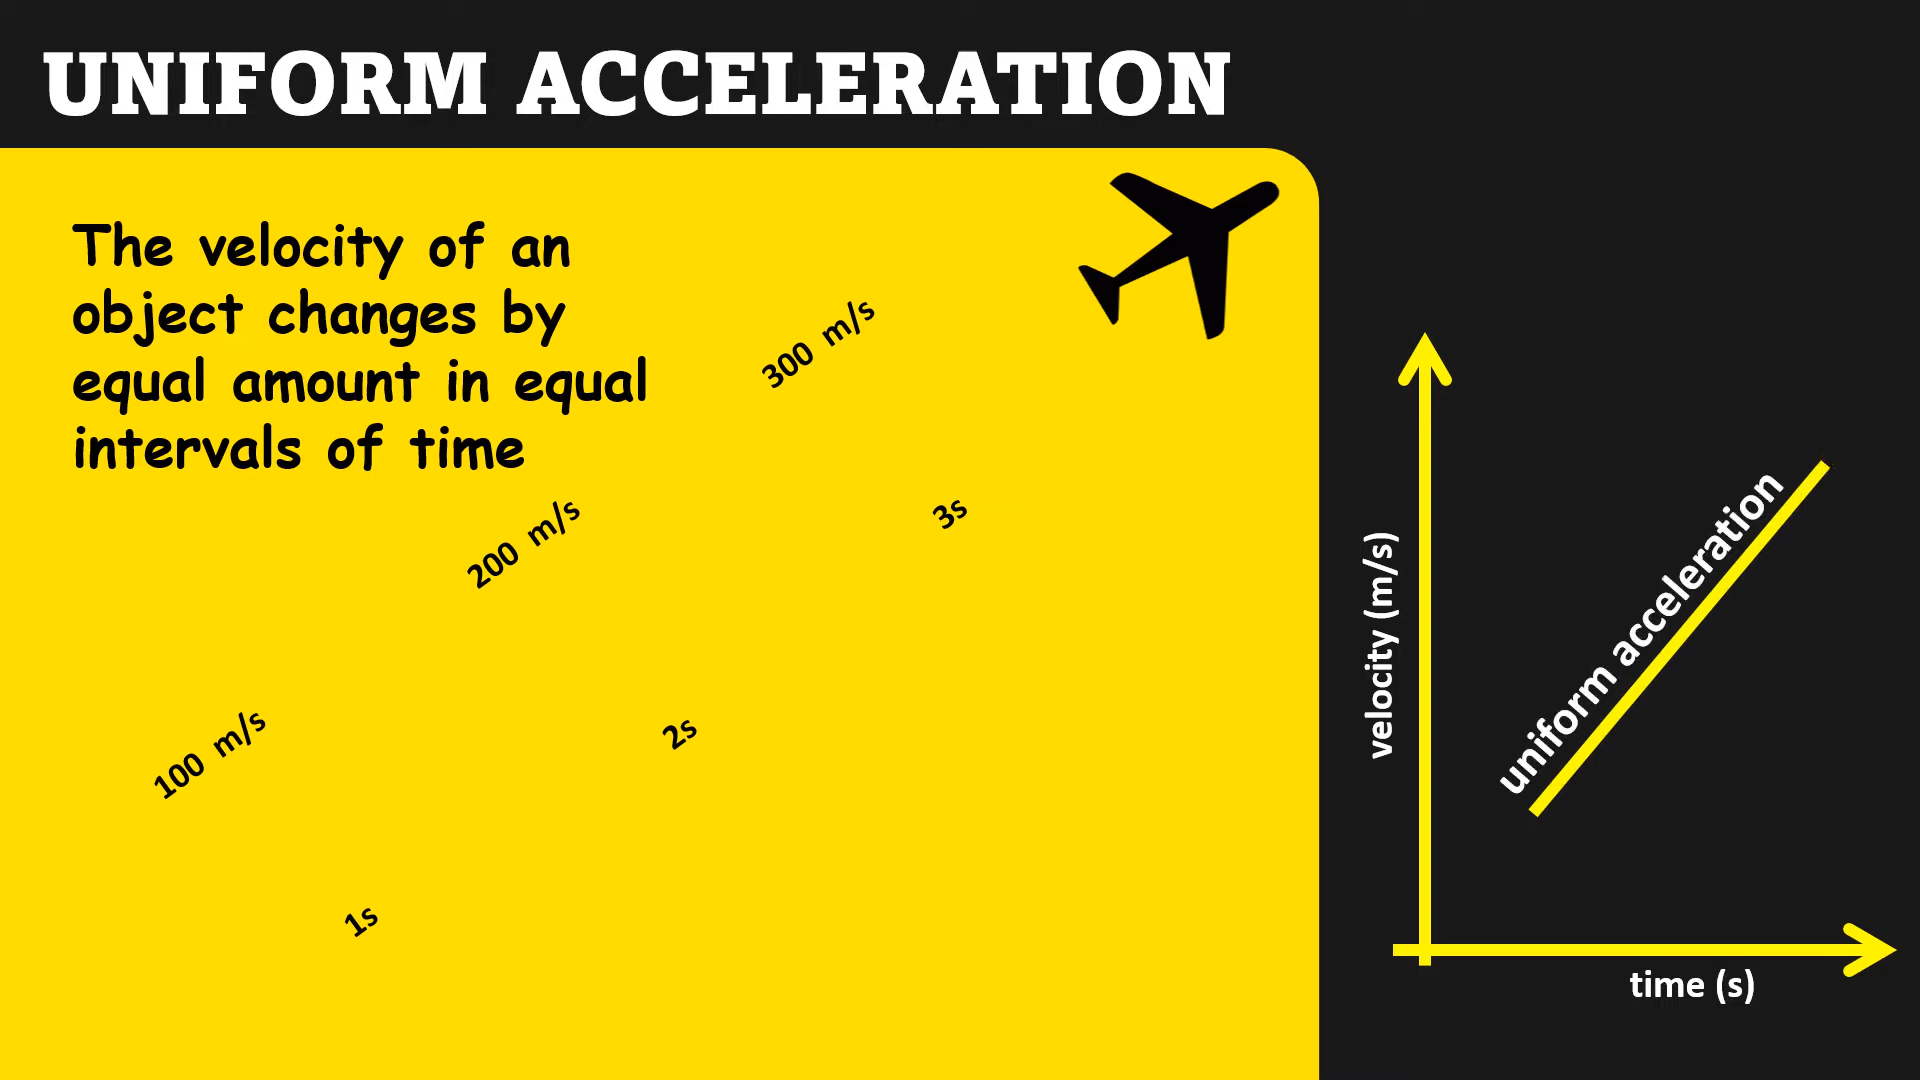 UNIFORM ACCELERATION
The velocity of an
object changes by
equal amount in equal
intervals of time
300 m/s
200 m/s
3s
100 m/s
2s
1s
velocity (m/s)
uniform acceleration
time (s)